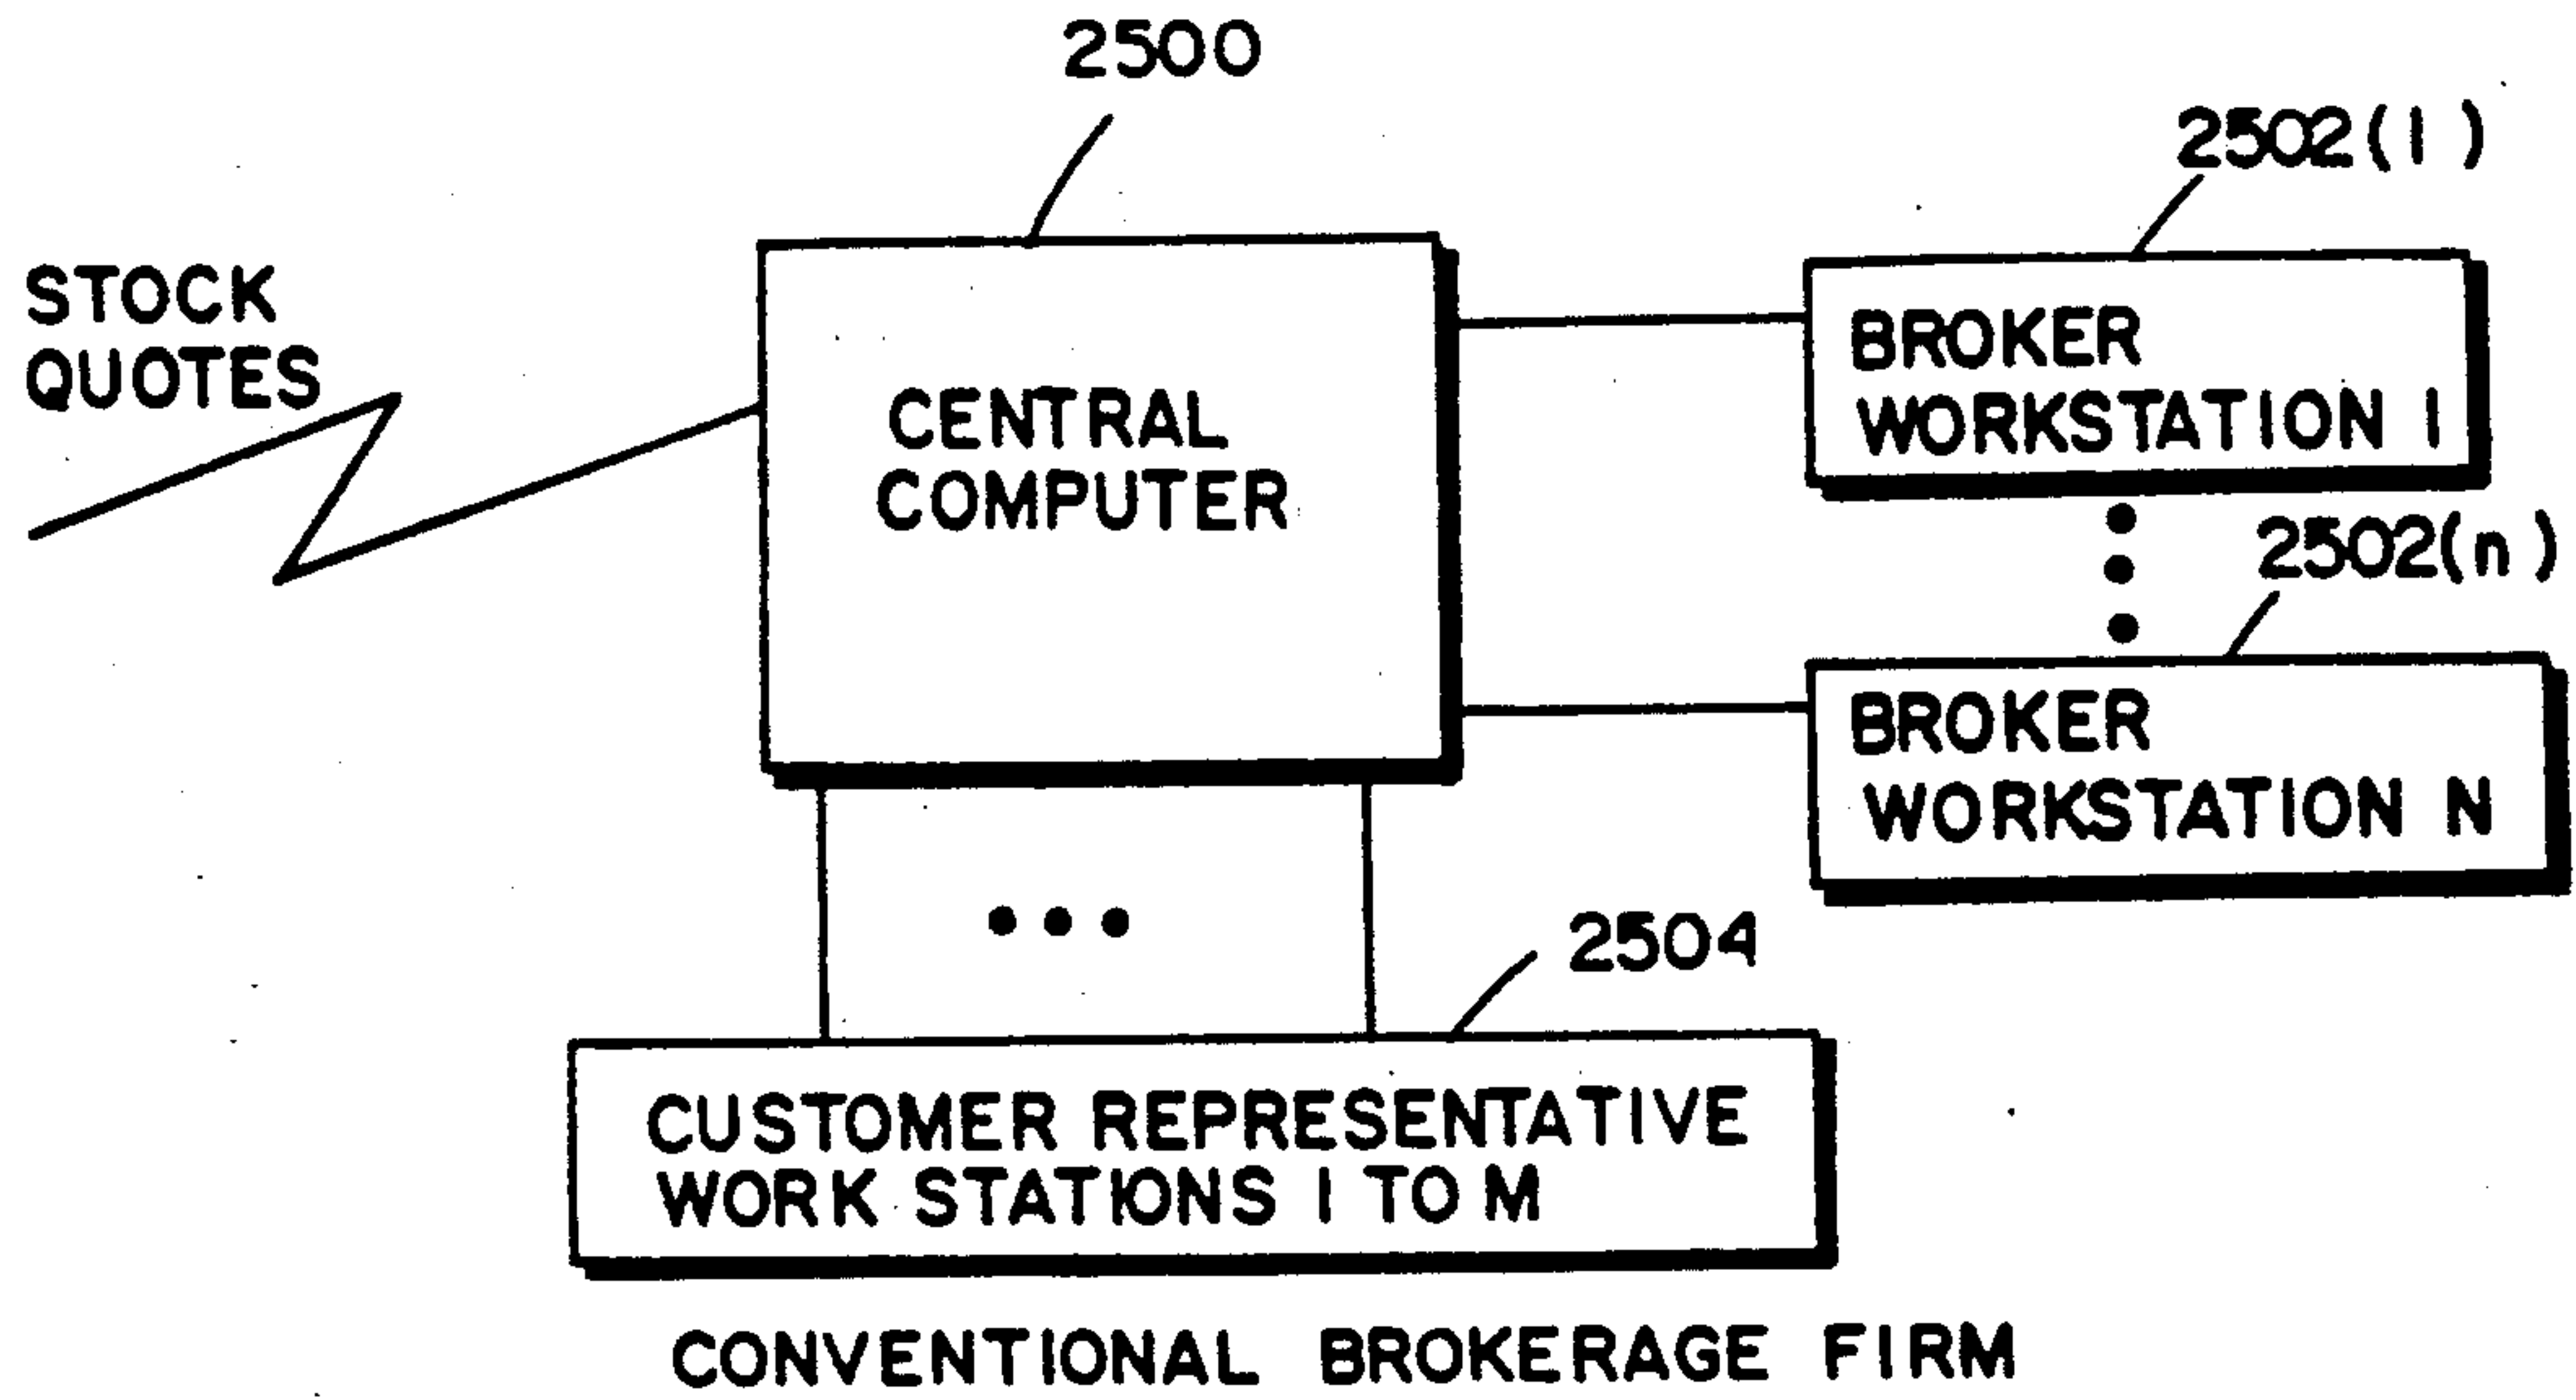 2500
2502(1)
STOCK
QUOTES
CENTRAL
COMPUTER
BROKER
WORKSTATION 1
2502(n)
BROKER
WORKSTATION N
2504
CUSTOMER REPRESENTATIVE
WORK STATIONS 1 TO M
CONVENTIONAL BROKERAGE FIRM